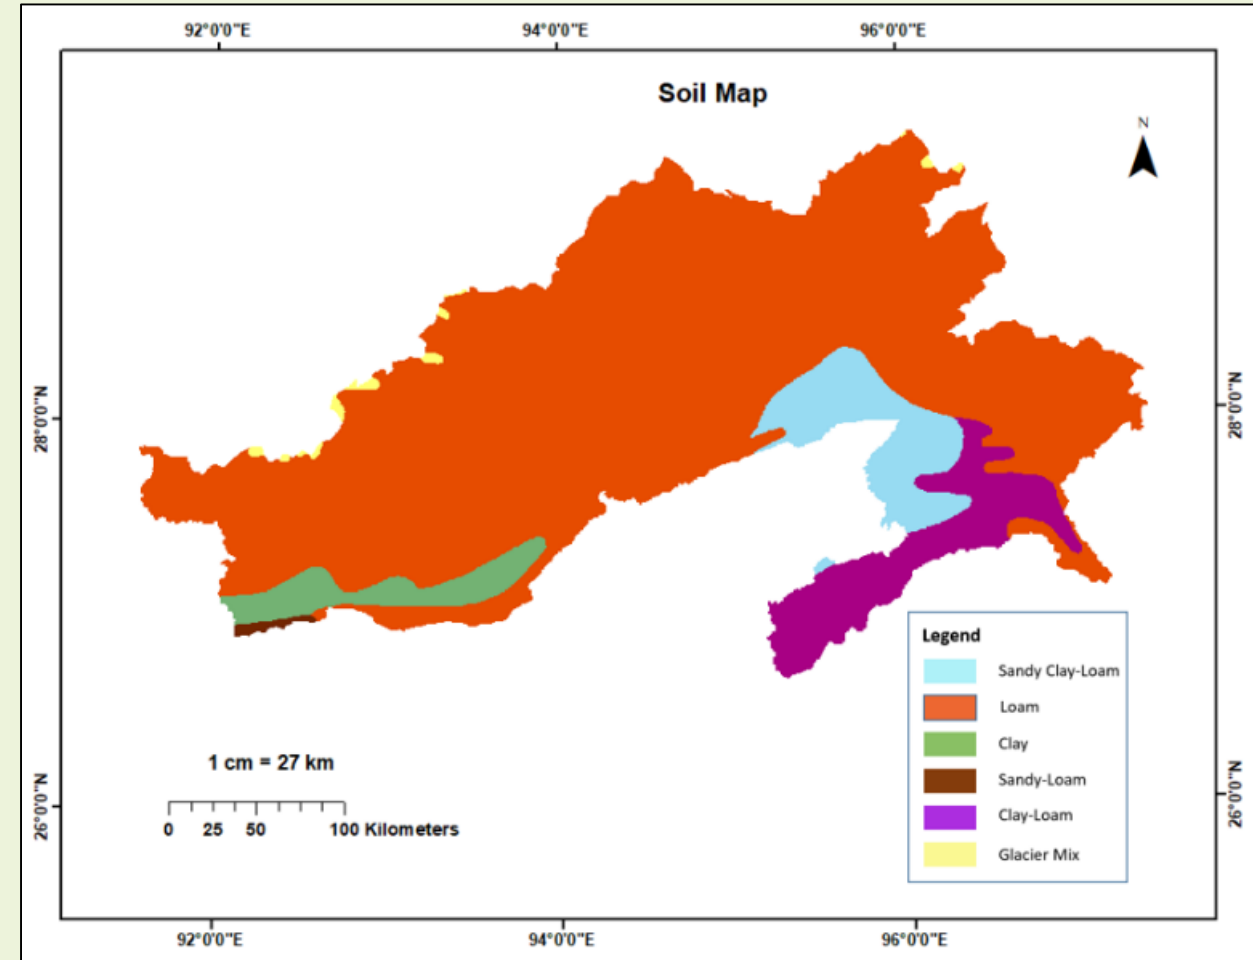 92°0'0"E 94°0'0"E 96°0'0"E
Soil Map
N
28°0'0"N
28°0'0"N
Legend
Sandy Clay-Loam
Loam
Clay
Sandy-Loam
Clay-Loam
Glacier Mix
1 cm = 27 km
0 25 50 100 Kilometers
26°0'0"N
26°0'0"N
92°0'0"E 94°0'0"E 96°0'0"E